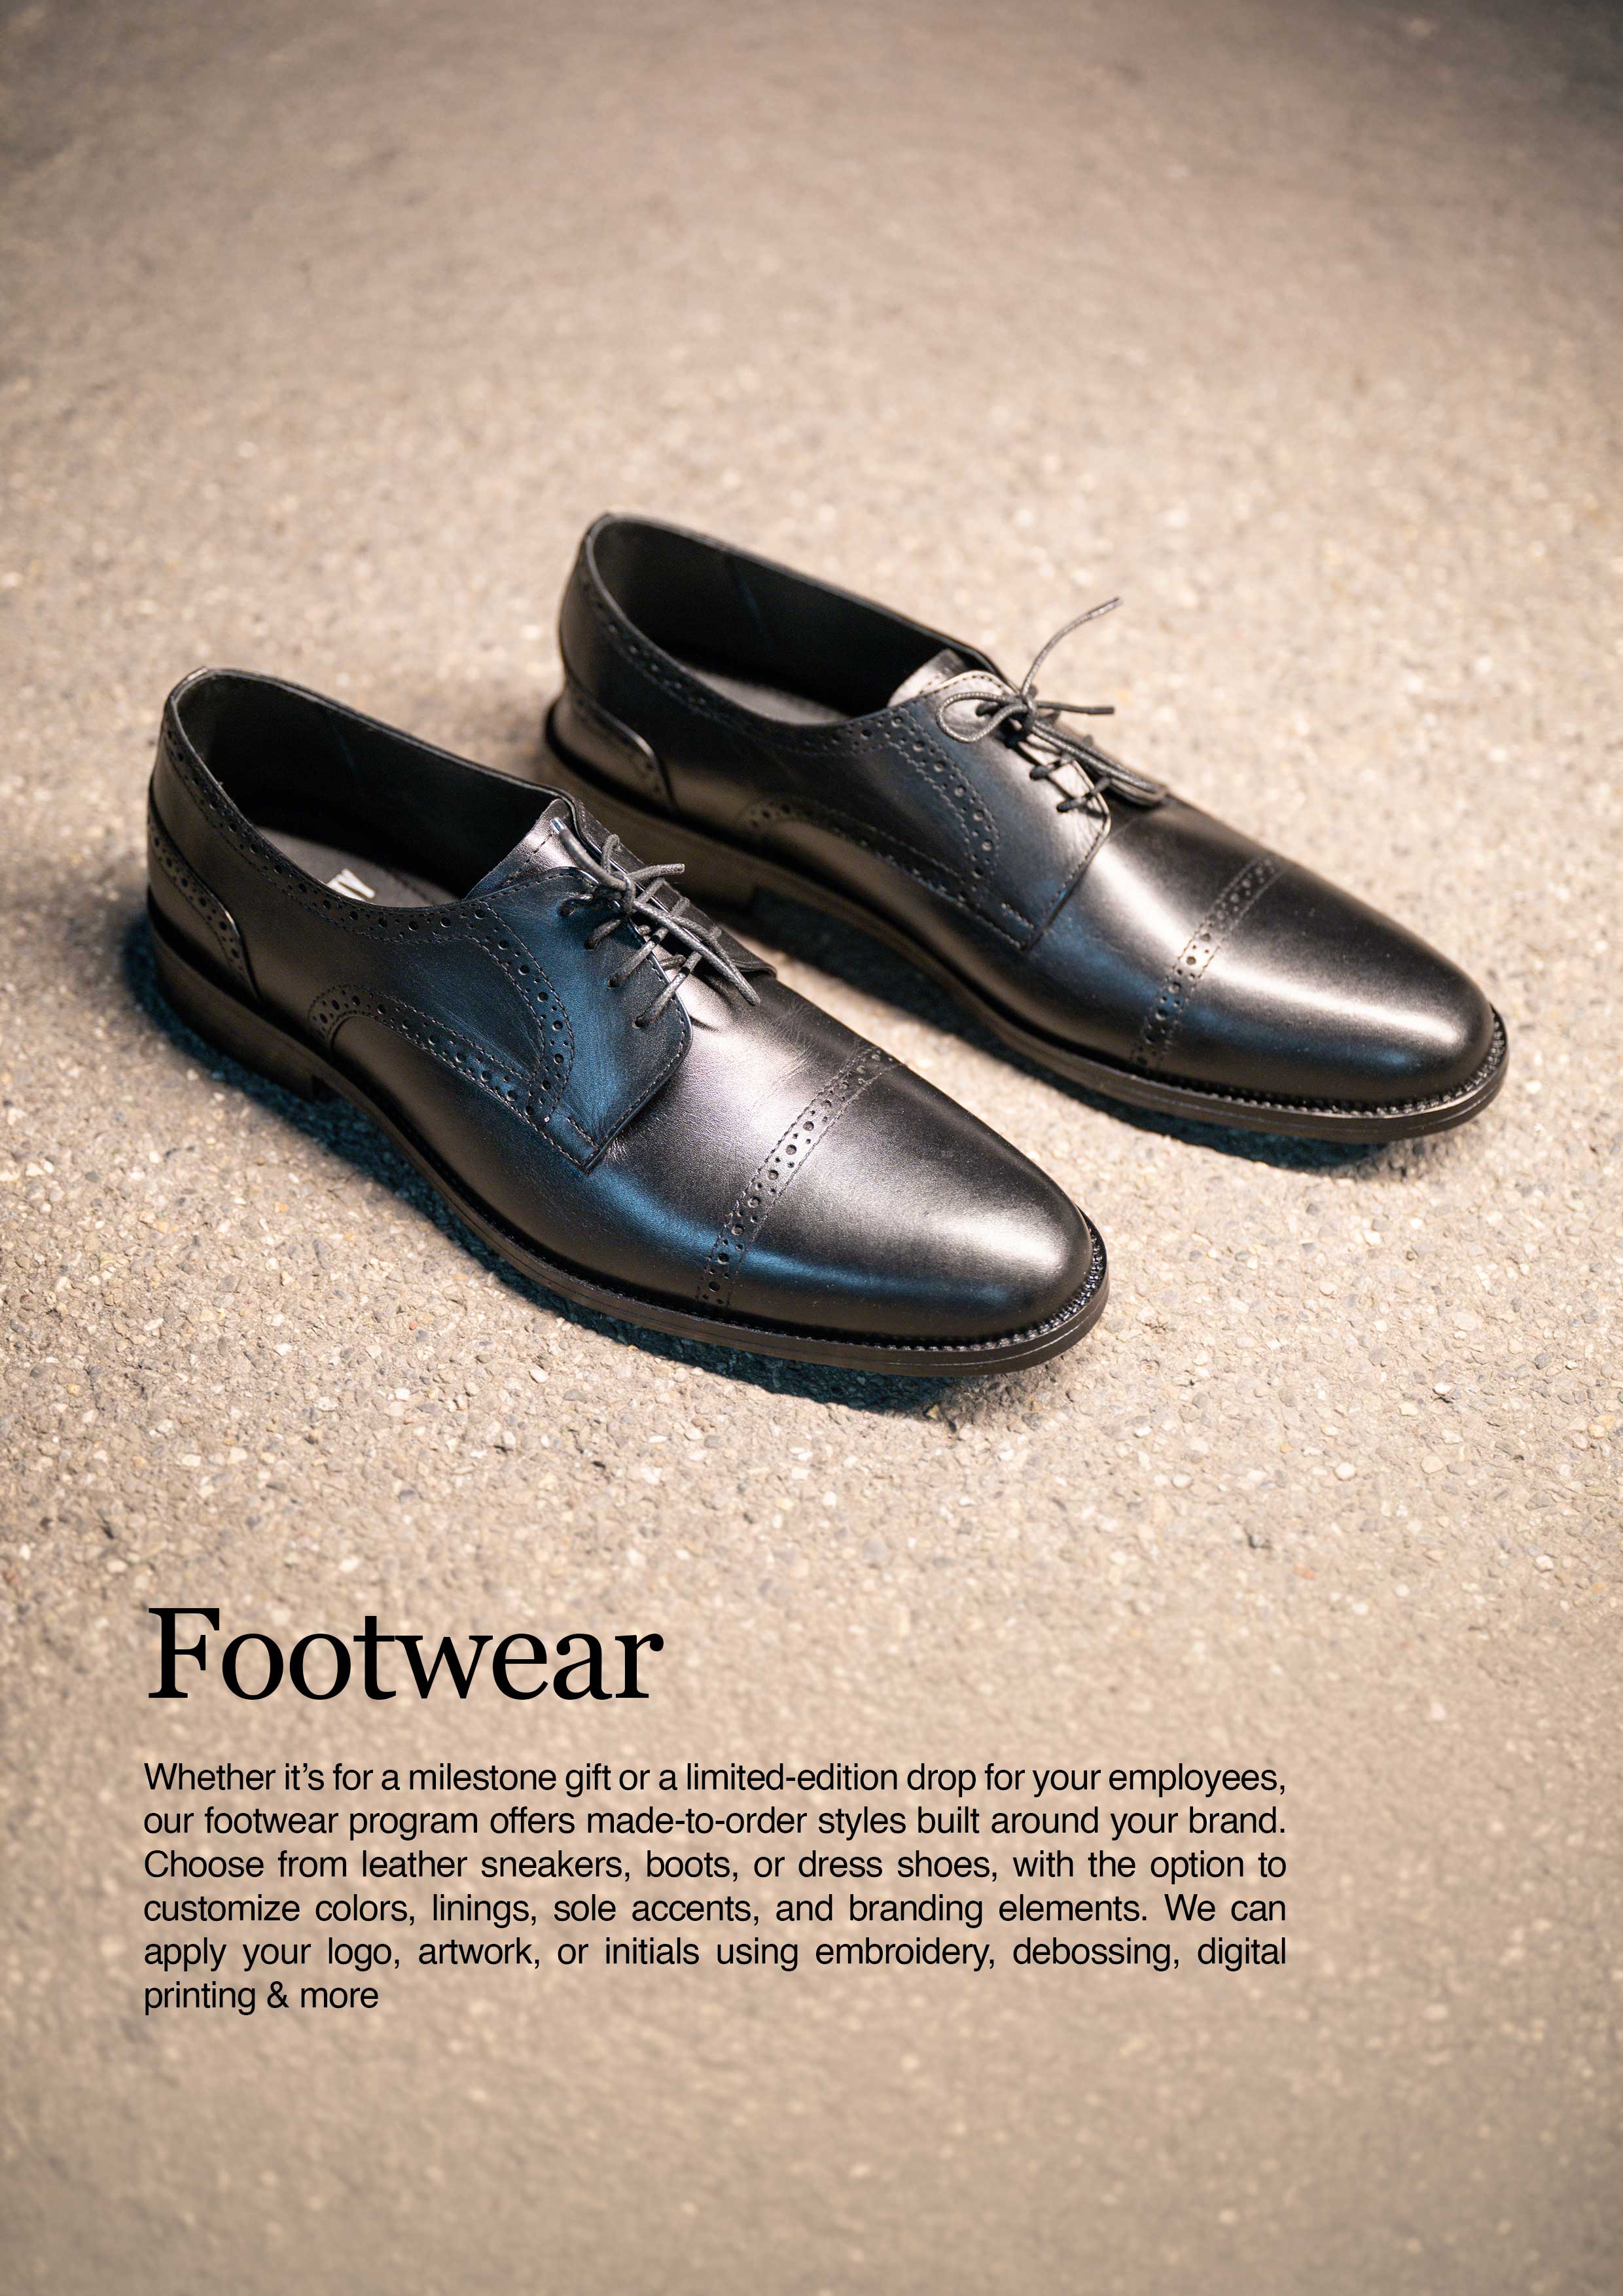 Footwear
Whether it’s for a milestone gift or a limited-edition drop for your employees,
our footwear program offers made-to-order styles built around your brand.
Choose from leather sneakers, boots, or dress shoes, with the option to
customize colors, linings, sole accents, and branding elements. We can
apply your logo, artwork, or initials using embroidery, debossing, digital
printing & more